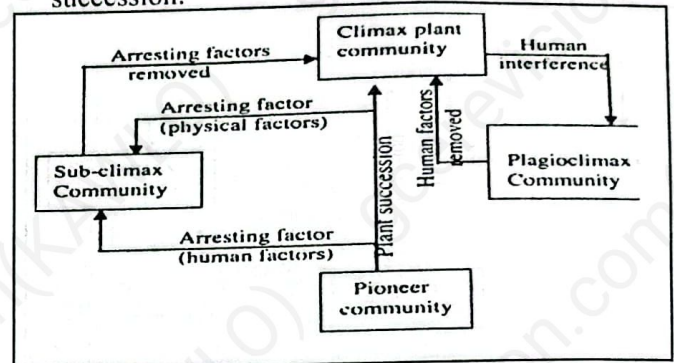 succession.
Climax plant
community
Arresting factors
removed
Human
interference
Arresting factor
(physical factors)
Human factors
removed
Plant succession
Sub-climax
Community
Plagioclimax
Community
Arresting factor
(human factors)
Pioneer
community